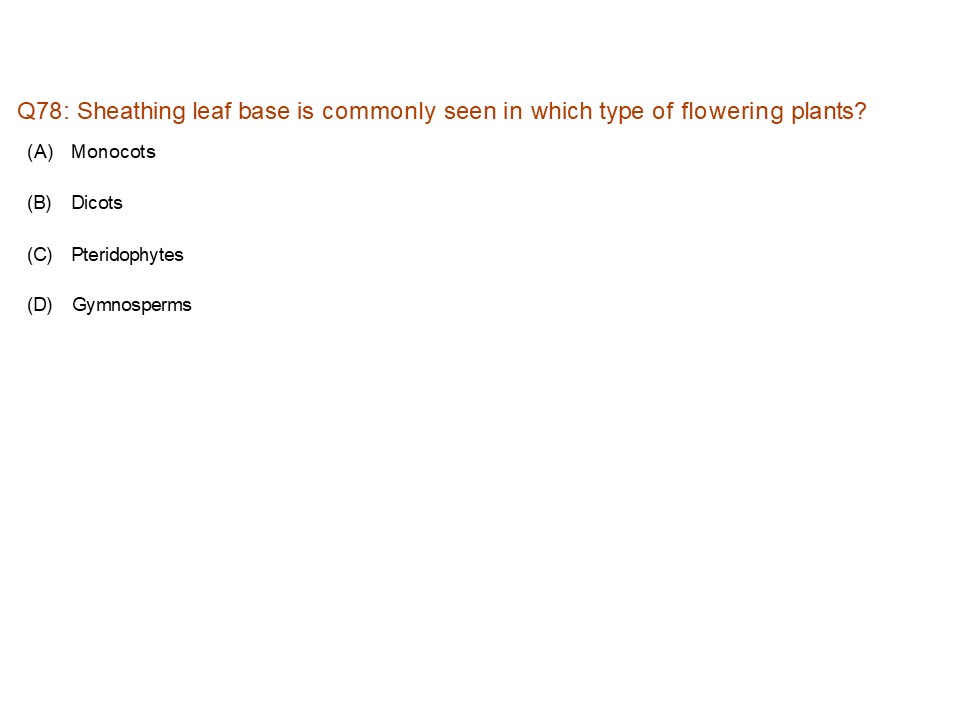 Q78: Sheathing leaf base is commonly seen in which type of flowering plants?
(A) Monocots
(B) Dicots
(C) Pteridophytes
(D) Gymnosperms